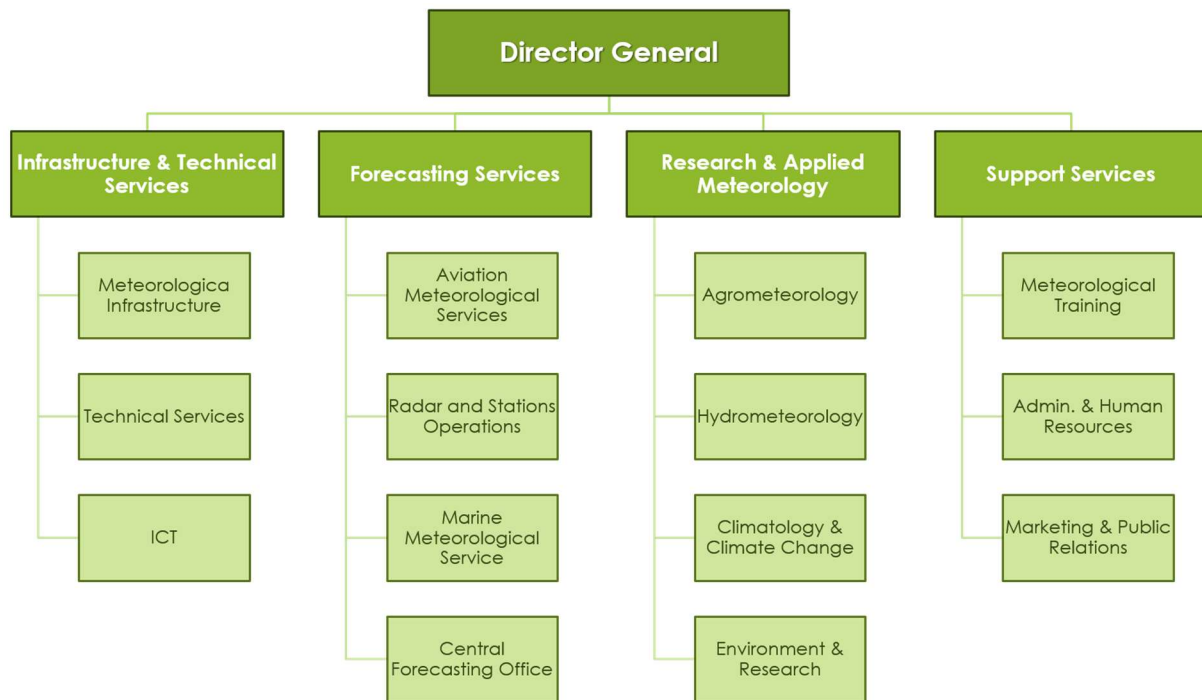 Director General
Infrastructure & Technical
Services
Forecasting Services
Research & Applied
Meteorology
Support Services
Meteorologica
Infrastructure
Technical Services
ICT
Aviation
Meteorological
Services
Radar and Stations
Operations
Marine
Meteorological
Service
Central
Forecasting Office
Agrometeorology
Hydrometeorology
Climatology &
Climate Change
Environment &
Research
Meteorological
Training
Admin. & Human
Resources
Marketing & Public
Relations